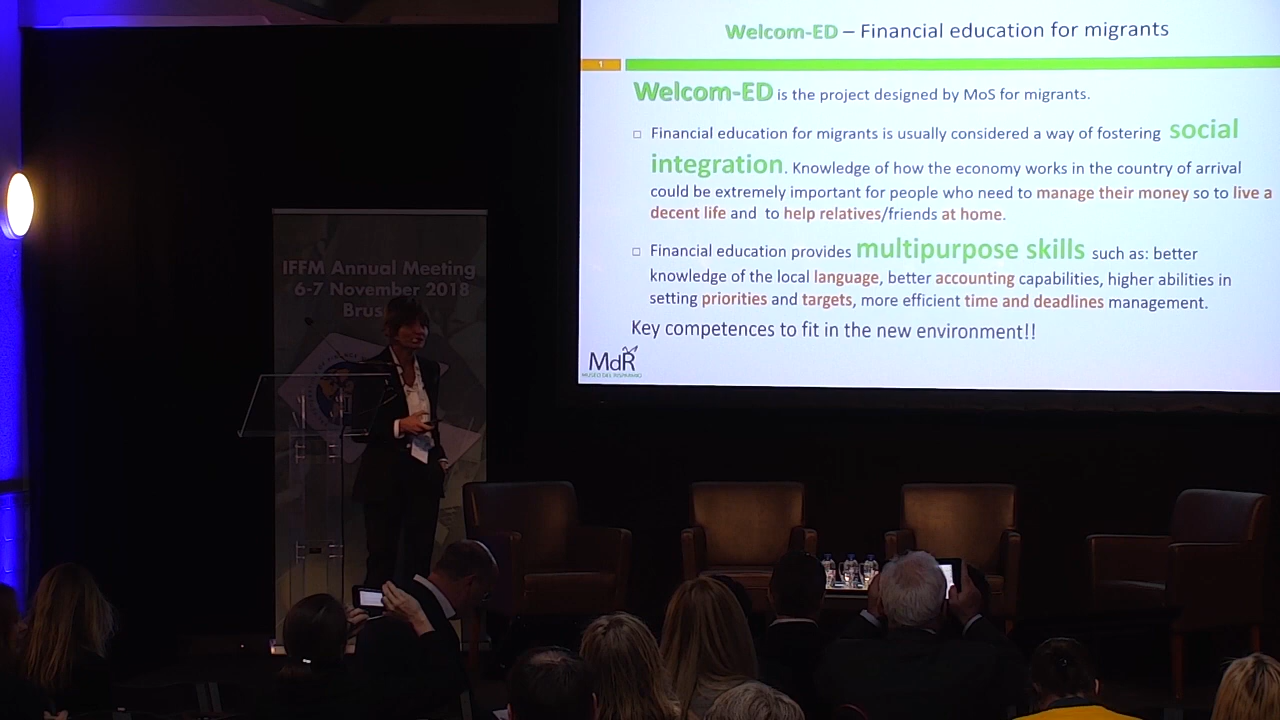 Welcom-ED – Financial education for migrants
1
Welcom-ED is the project designed by MoS for migrants.
□ Financial education for migrants is usually considered a way of fostering social
integration. Knowledge of how the economy works in the country of arrival
could be extremely important for people who need to manage their money so to live a
decent life and to help relatives/friends at home.
□ Financial education provides multipurpose skills such as: better
knowledge of the local language, better accounting capabilities, higher abilities in
setting priorities and targets, more efficient time and deadlines management.
Key competences to fit in the new environment!!
MdR
MUSEO DEL RISPARMIO
IFFM Annual Meeting
6-7 November 2018